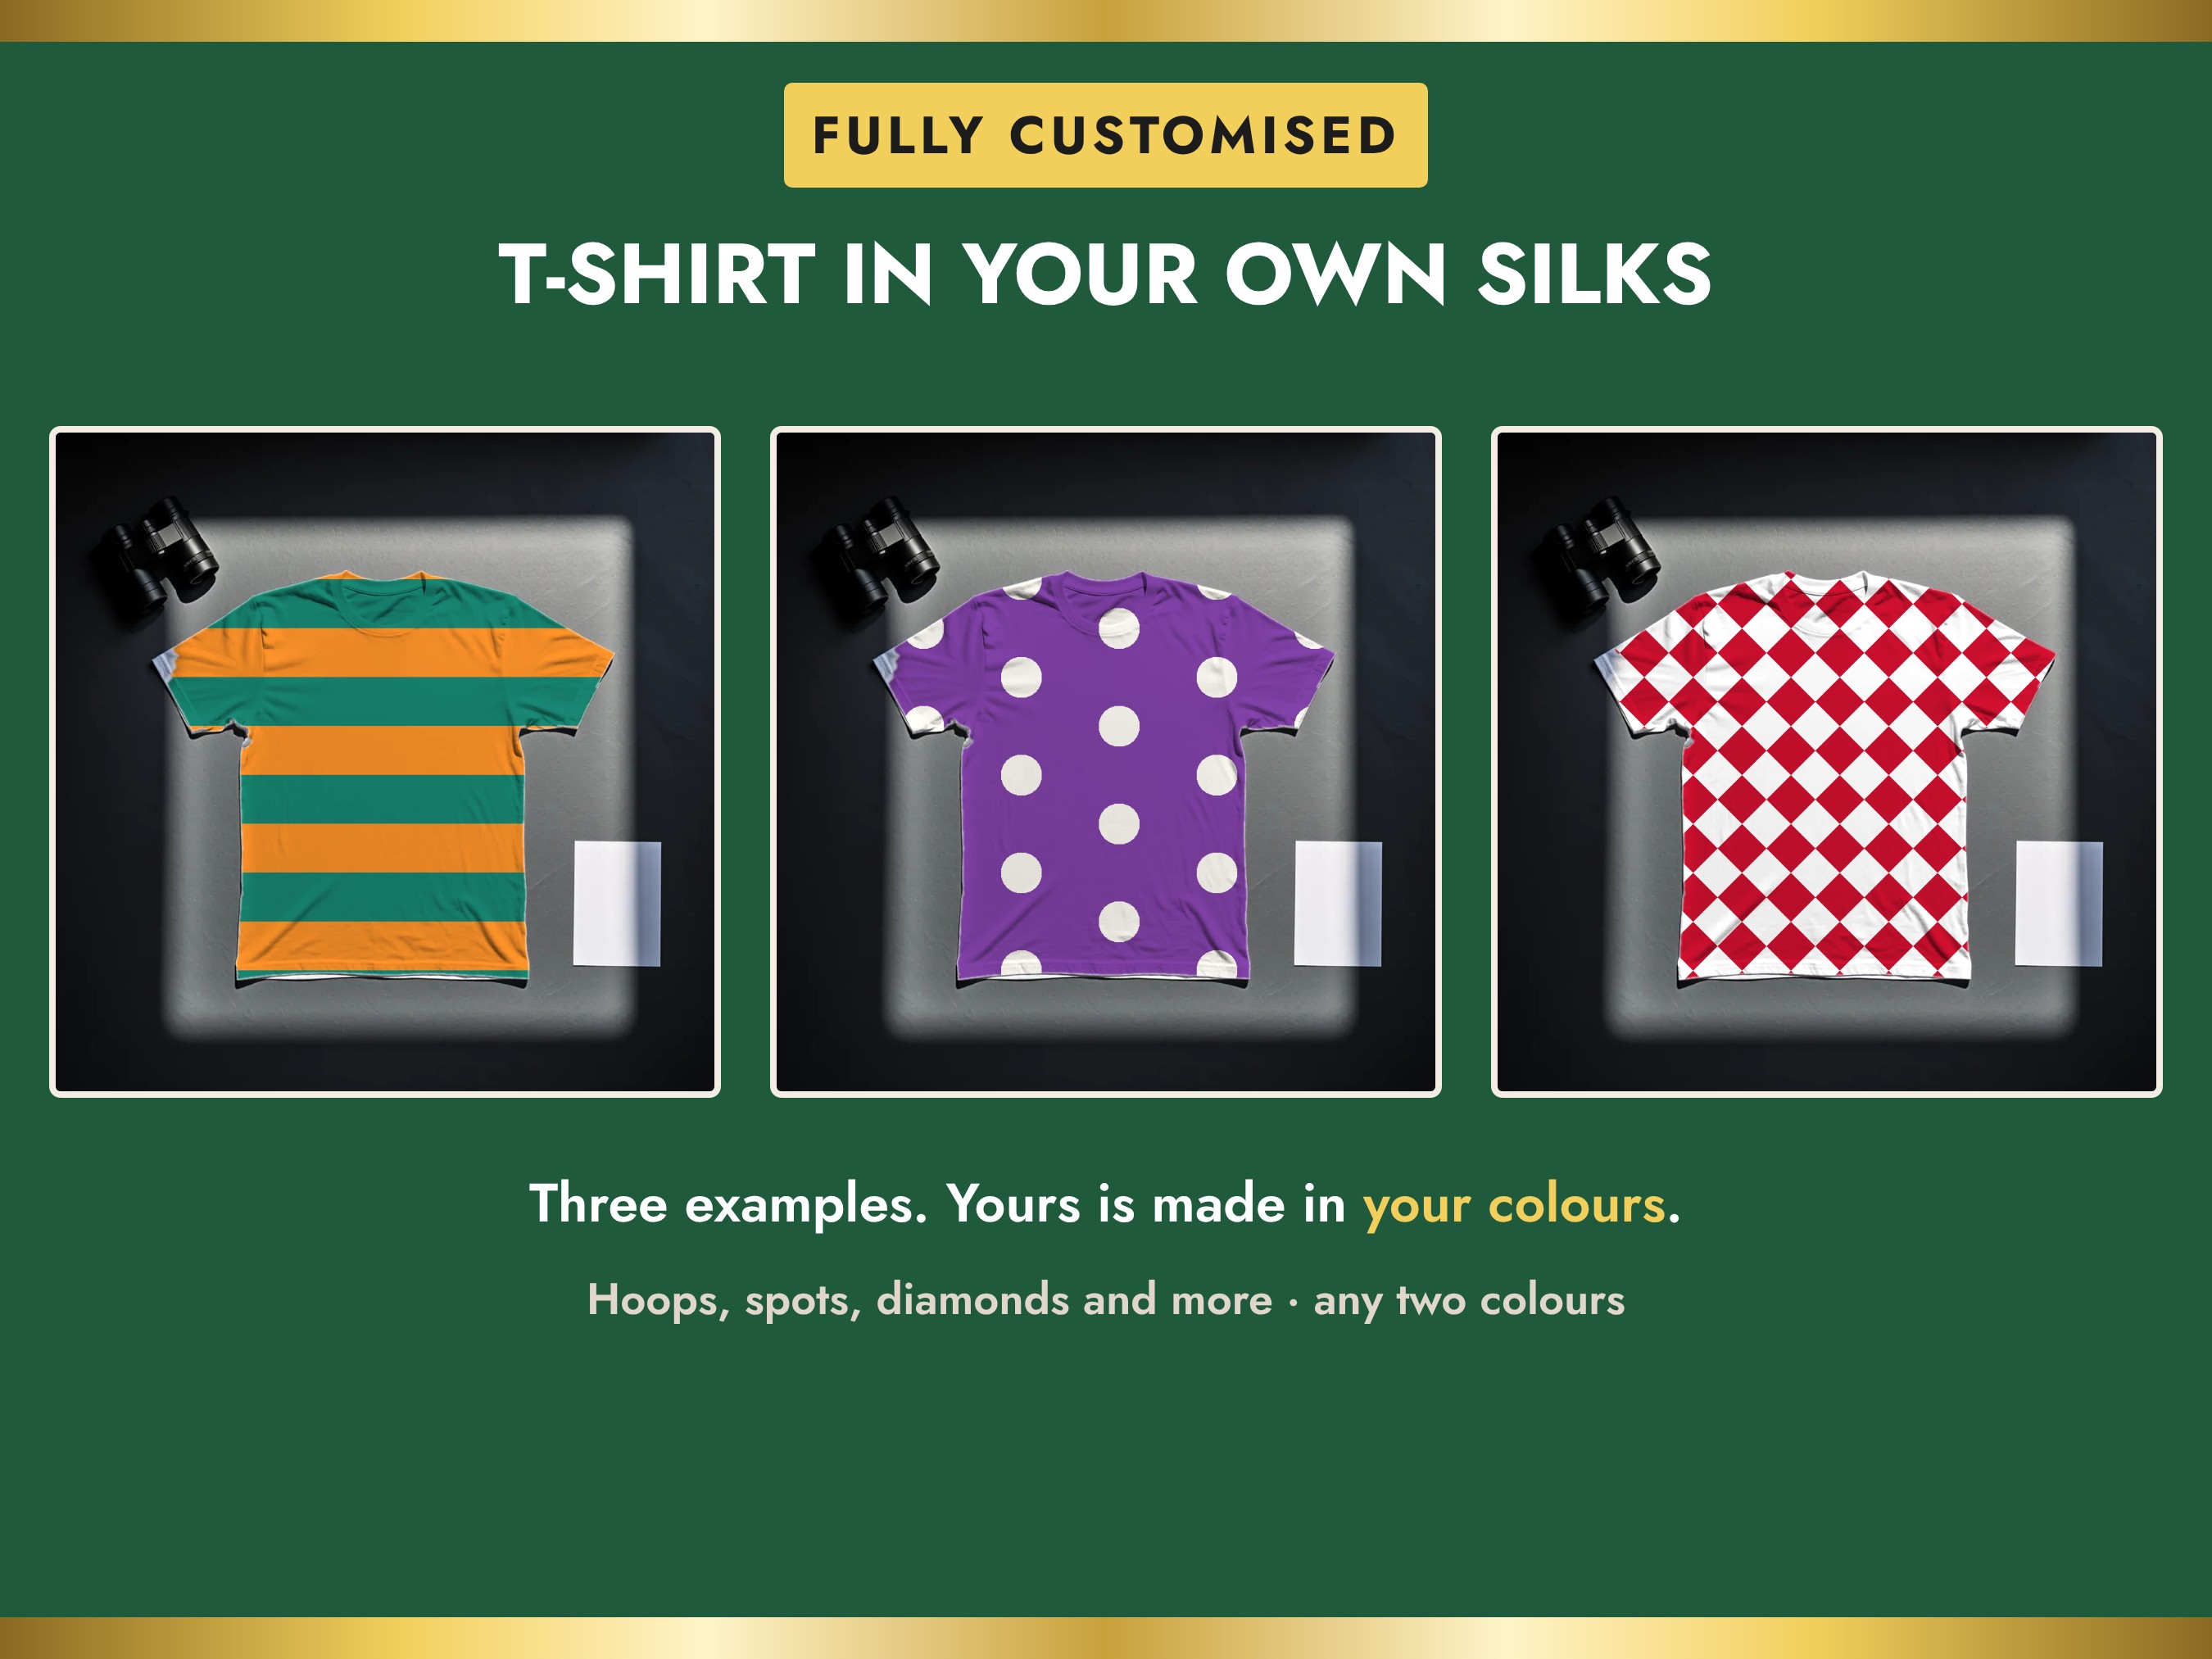 FULLY CUSTOMISED
T-SHIRT IN YOUR OWN SILKS
Three examples. Yours is made in your colours.
Hoops, spots, diamonds and more · any two colours